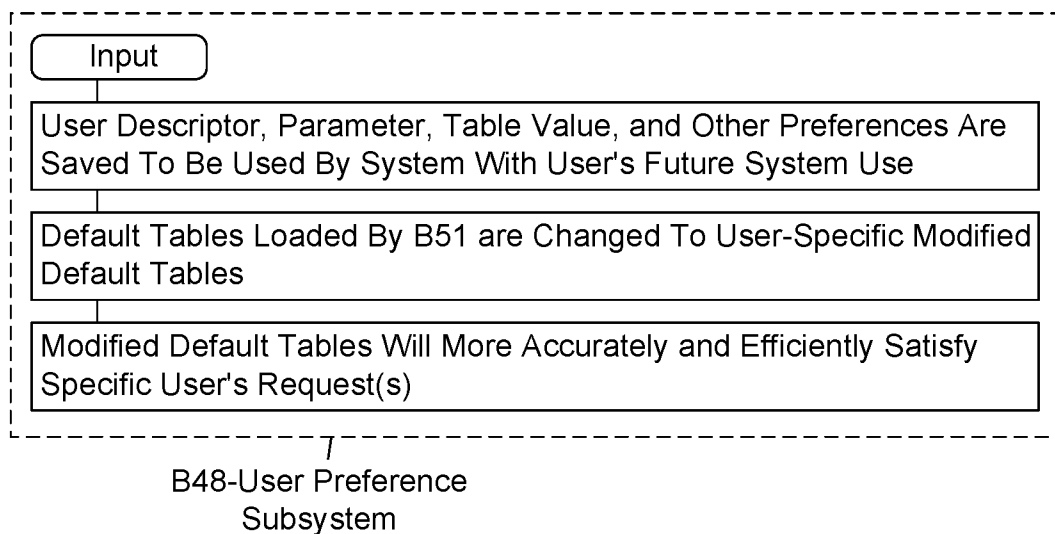 Input
User Descriptor, Parameter, Table Value, and Other Preferences Are
Saved To Be Used By System With User's Future System Use
Default Tables Loaded By B51 are Changed To User-Specific Modified
Default Tables
Modified Default Tables Will More Accurately and Efficiently Satisfy
Specific User's Request(s)
B48-User Preference
Subsystem